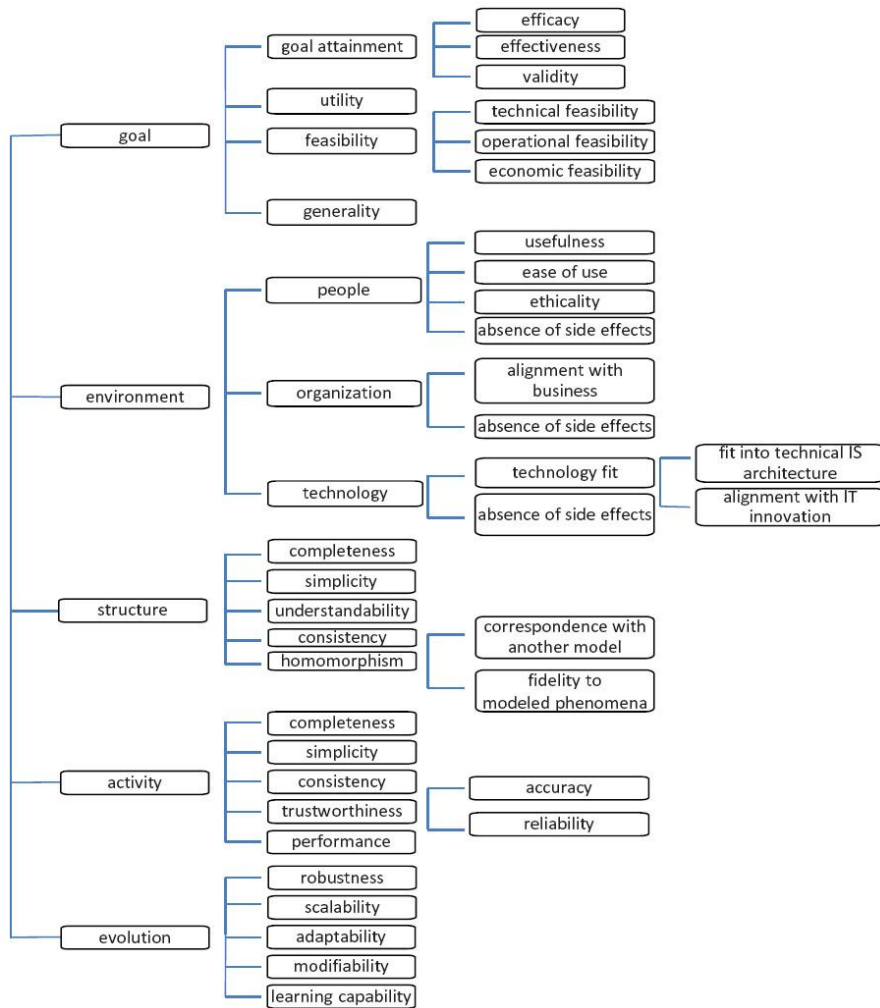 goal
goal attainment
efficacy
effectiveness
validity
utility
feasibility
technical feasibility
operational feasibility
economic feasibility
generality
environment
people
usefulness
ease of use
ethicality
absence of side effects
organization
alignment with
business
absence of side effects
technology
technology fit
fit into technical IS
architecture
alignment with IT
innovation
absence of side effects
structure
completeness
simplicity
understandability
consistency
homomorphism
correspondence with
another model
fidelity to
modeled phenomena
activity
completeness
simplicity
consistency
trustworthiness
accuracy
reliability
performance
evolution
robustness
scalability
adaptability
modifiability
learning capability